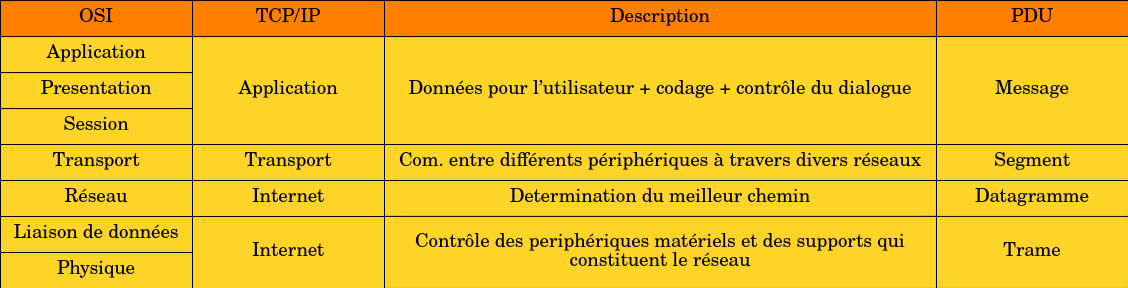 OSI TCP/IP Description PDU
Application
Presentation Application Données pour l'utilisateur + codage + contrôle du dialogue Message
Session
Transport Transport Com. entre différents périphériques à travers divers réseaux Segment
Réseau Internet Determination du meilleur chemin Datagramme
Liaison de données
Internet Contrôle des periphériques matériels et des supports qui
constituent le réseau Trame
Physique